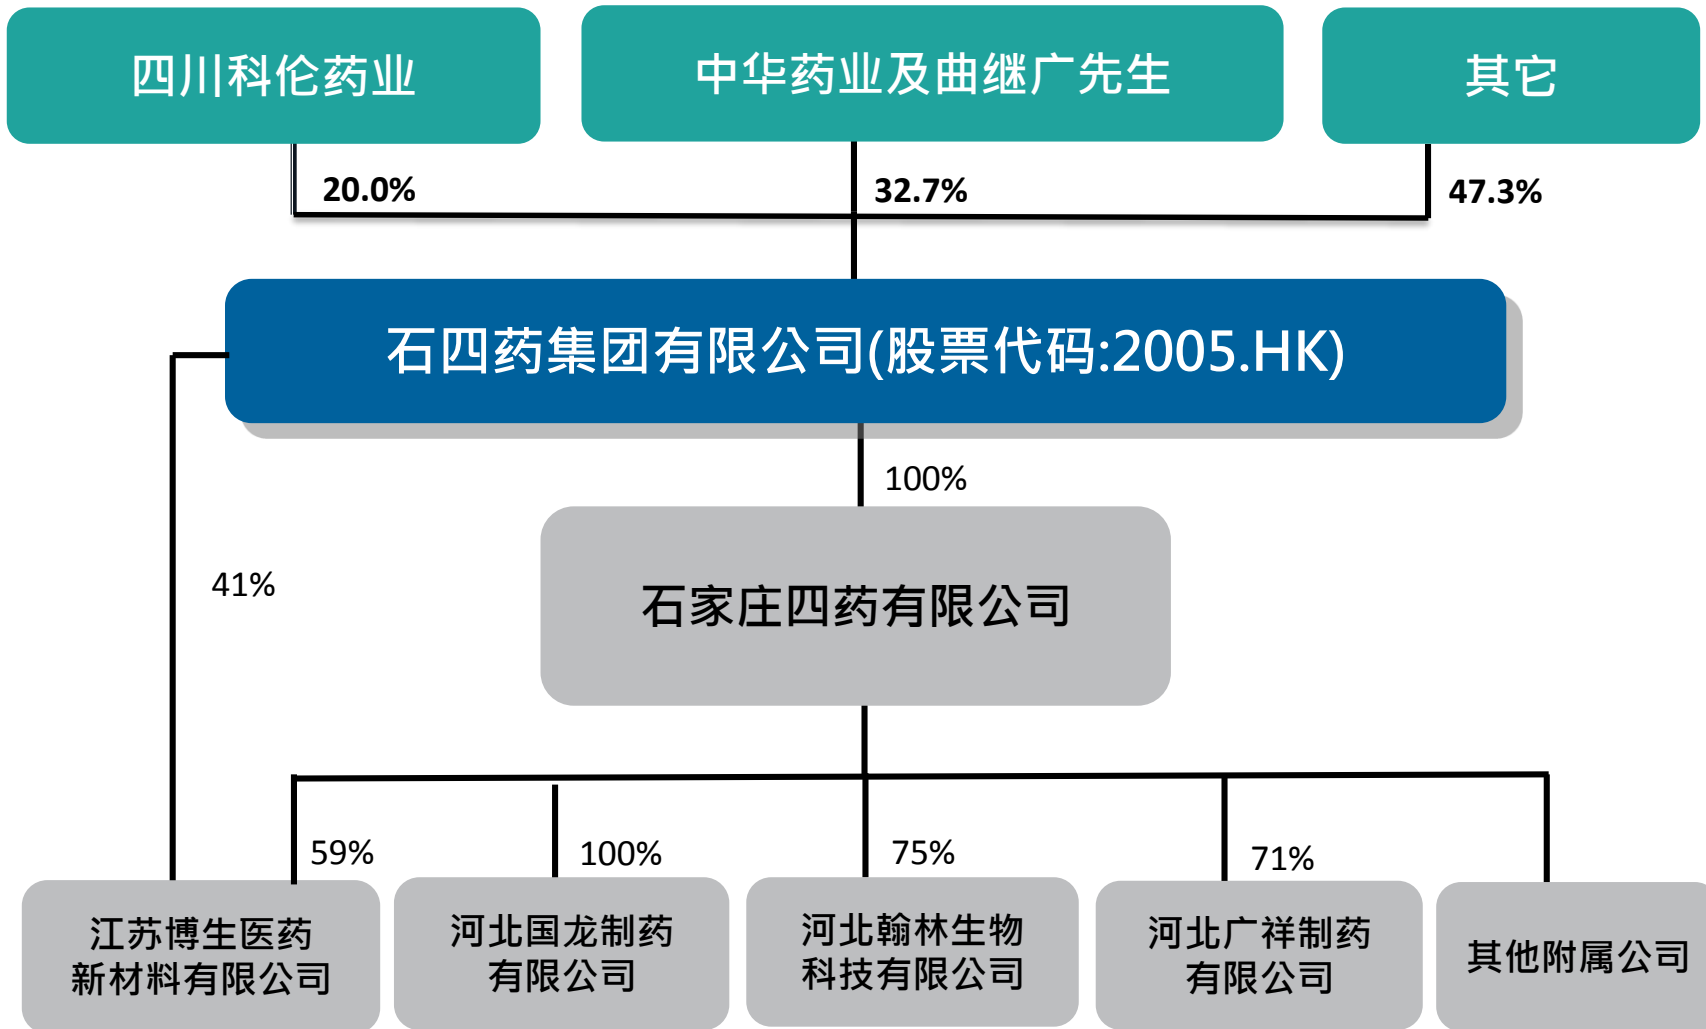 四川科伦药业
中华药业及曲继广先生
其它
20.0%
32.7%
47.3%
石四药集团有限公司(股票代码:2005.HK)
100%
41%
石家庄四药有限公司
59%
100%
75%
71%
江苏博生医药
新材料有限公司
河北国龙制药
有限公司
河北翰林生物
科技有限公司
河北广祥制药
有限公司
其他附属公司